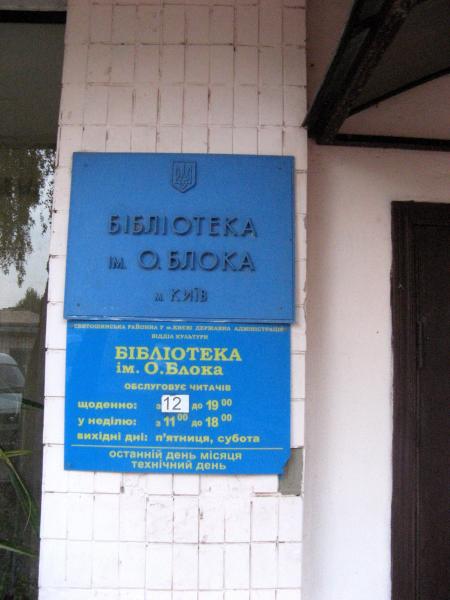 БІБЛІОТЕКА
ІМ. О.БЛОКА
м. КИЇВ
СВЯТОШИНСЬКА РАЙОННА У м.КИЄВІ ДЕРЖАВНА АДМІНІСТРАЦІЯ
ВІДДІЛ КУЛЬТУРИ
БІБЛІОТЕКА
ім. О.Блока
ОБСЛУГОВУЄ ЧИТАЧІВ
щоденно: з 12 до 19 00
у неділю: з 11 00 до 18 00
вихідні дні: п'ятниця, субота
останній день місяця
технічний день